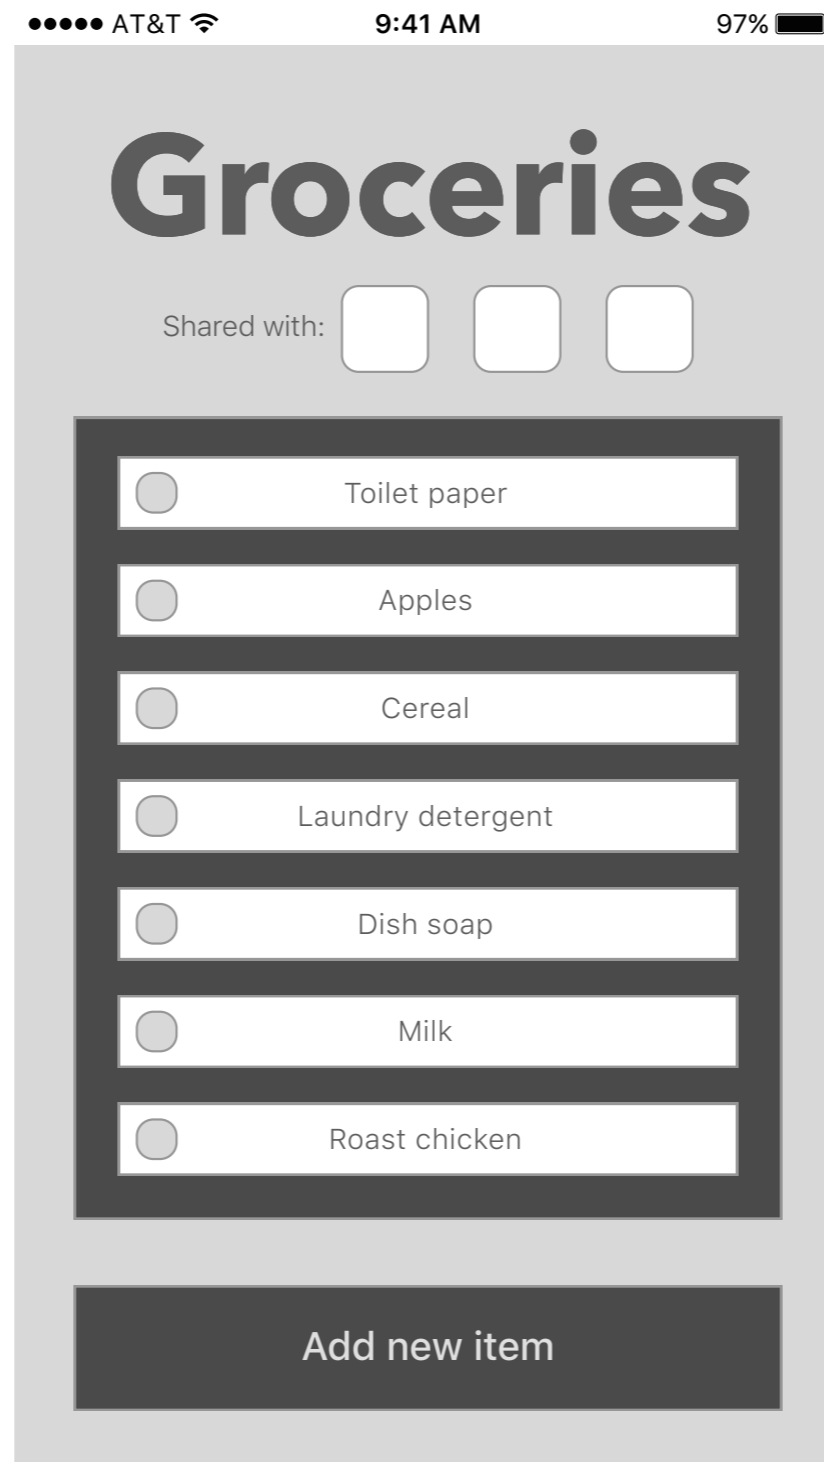 AT&T 9:41 AM 97%
Groceries
Shared with:
Toilet paper
Apples
Cereal
Laundry detergent
Dish soap
Milk
Roast chicken
Add new item